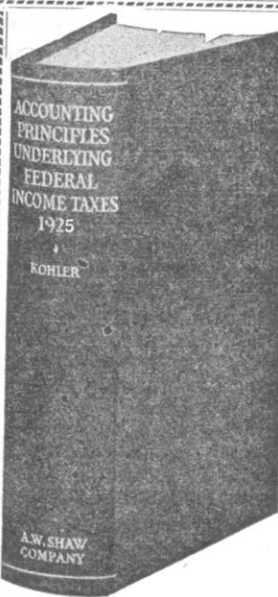 ACCOUNTING
PRINCIPLES
UNDERLYING
FEDERAL
INCOME TAXES
1925
KOHLER
A.W. SHAW
COMPANY